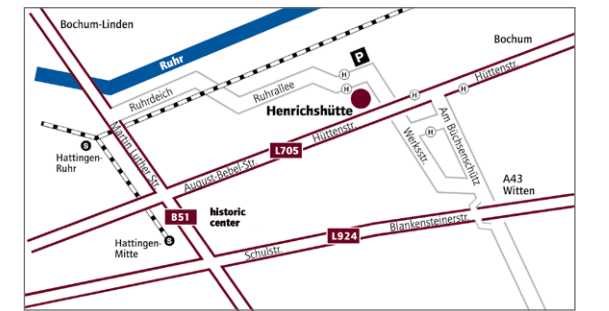 Bochum-Linden
Ruhr
P
Bochum
H
Hüttenstr.
Ruhrdeich
Ruhrallee
H
H
H
Henrichshütte
Martin Luther Str.
Hüttenstr.
H
Am Büchsenschütz
Werksstr.
S
Hattingen-
Ruhr
L705
August-Bebel-Str.
A43
Witten
B51
historic
center
Hattingen-
Mitte
S
L924
Blankensteinerstr.
Schulstr.